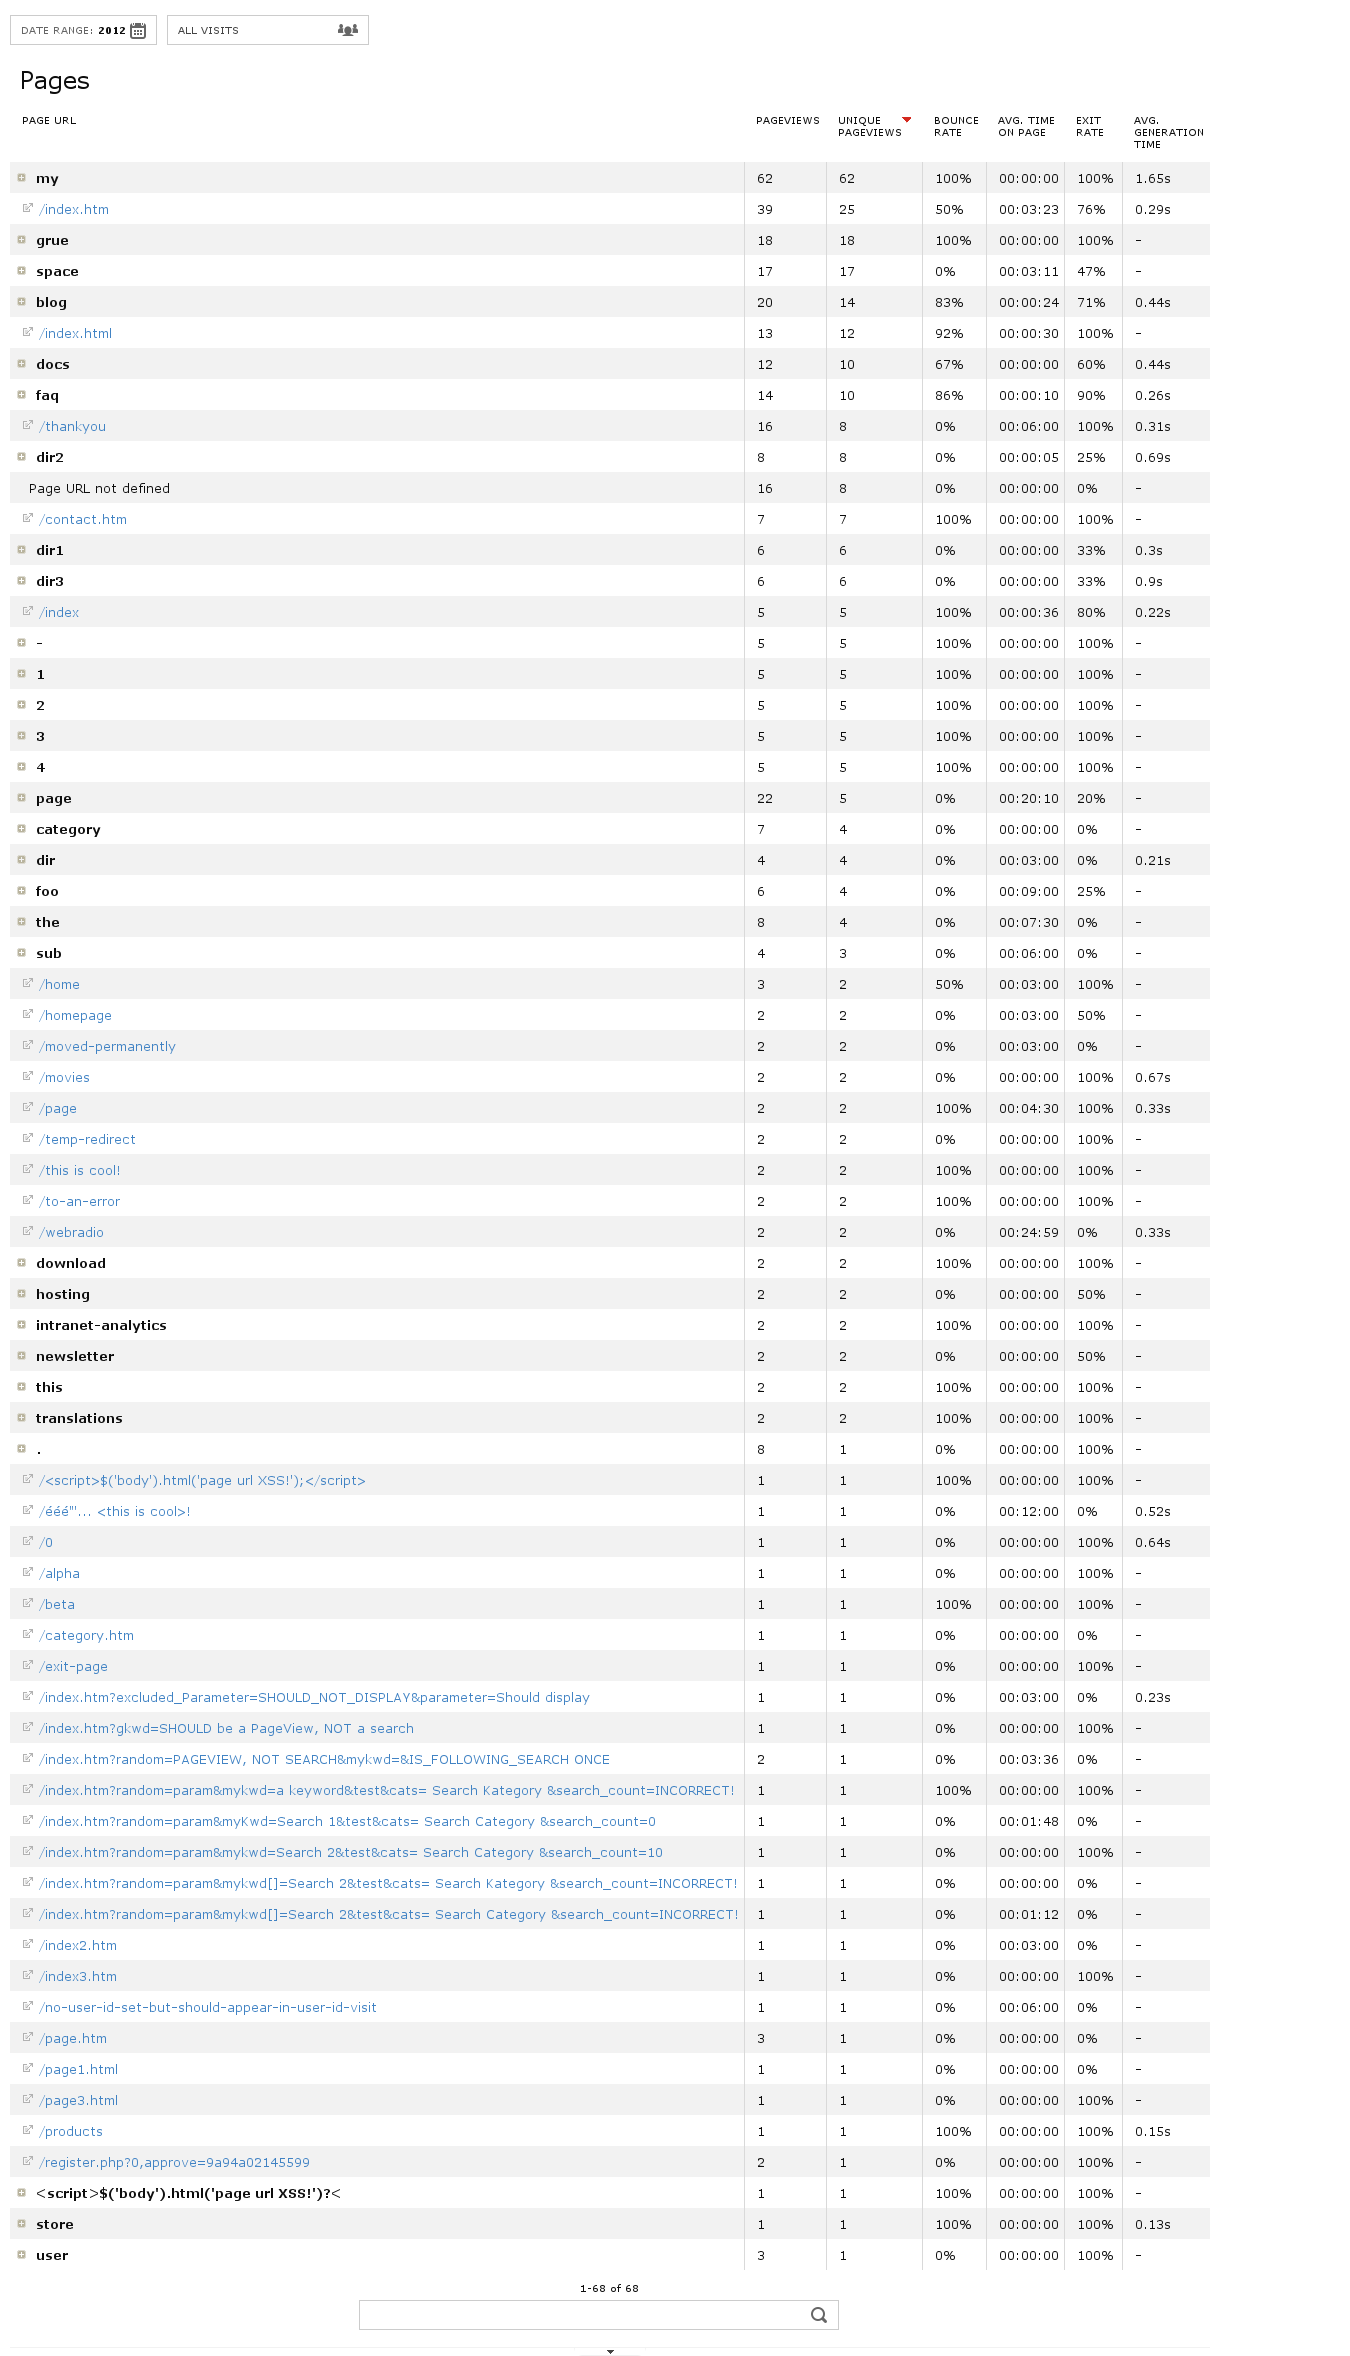 DATE RANGE: 2012 ALL VISITS
Pages
PAGE URL PAGEVIEWS UNIQUE PAGEVIEWS BOUNCE RATE AVG. TIME ON PAGE EXIT RATE AVG. GENERATION TIME
my 62 62 100% 00:00:00 100% 1.65s
/index.htm 39 25 50% 00:03:23 76% 0.29s
grue 18 18 100% 00:00:00 100% -
space 17 17 0% 00:03:11 47% -
blog 20 14 83% 00:00:24 71% 0.44s
/index.html 13 12 92% 00:00:30 100% -
docs 12 10 67% 00:00:00 60% 0.44s
faq 14 10 86% 00:00:10 90% 0.26s
/thankyou 16 8 0% 00:06:00 100% 0.31s
dir2 8 8 0% 00:00:05 25% 0.69s
Page URL not defined 16 8 0% 00:00:00 0% -
/contact.htm 7 7 100% 00:00:00 100% -
dir1 6 6 0% 00:00:00 33% 0.3s
dir3 6 6 0% 00:00:00 33% 0.9s
/index 5 5 100% 00:00:36 80% 0.22s
- 5 5 100% 00:00:00 100% -
1 5 5 100% 00:00:00 100% -
2 5 5 100% 00:00:00 100% -
3 5 5 100% 00:00:00 100% -
4 5 5 100% 00:00:00 100% -
page 22 5 0% 00:20:10 20% -
category 7 4 0% 00:00:00 0% -
dir 4 4 0% 00:03:00 0% 0.21s
foo 6 4 0% 00:09:00 25% -
the 8 4 0% 00:07:30 0% -
sub 4 3 0% 00:06:00 0% -
/home 3 2 50% 00:03:00 100% -
/homepage 2 2 0% 00:03:00 50% -
/moved-permanently 2 2 0% 00:03:00 0% -
/movies 2 2 0% 00:00:00 100% 0.67s
/page 2 2 100% 00:04:30 100% 0.33s
/temp-redirect 2 2 0% 00:00:00 100% -
/this is cool! 2 2 100% 00:00:00 100% -
/to-an-error 2 2 100% 00:00:00 100% -
/webradio 2 2 0% 00:24:59 0% 0.33s
download 2 2 100% 00:00:00 100% -
hosting 2 2 0% 00:00:00 50% -
intranet-analytics 2 2 100% 00:00:00 100% -
newsletter 2 2 0% 00:00:00 50% -
this 2 2 100% 00:00:00 100% -
translations 2 2 100% 00:00:00 100% -
. 8 1 0% 00:00:00 100% -
/<script>$('body').html('page url XSS!');</script> 1 1 100% 00:00:00 100% -
/ééé"'... <this is cool>! 1 1 0% 00:12:00 0% 0.52s
/0 1 1 0% 00:00:00 100% 0.64s
/alpha 1 1 0% 00:00:00 100% -
/beta 1 1 100% 00:00:00 100% -
/category.htm 1 1 0% 00:00:00 0% -
/exit-page 1 1 0% 00:00:00 100% -
/index.htm?excluded_Parameter=SHOULD_NOT_DISPLAY&parameter=Should display 1 1 0% 00:03:00 0% 0.23s
/index.htm?gkwd=SHOULD be a PageView, NOT a search 1 1 0% 00:00:00 100% -
/index.htm?random=PAGEVIEW, NOT SEARCH&mykwd=&IS_FOLLOWING_SEARCH ONCE 2 1 0% 00:03:36 0% -
/index.htm?random=param&mykwd=a keyword&test&cats= Search Kategory &search_count=INCORRECT! 1 1 100% 00:00:00 100% -
/index.htm?random=param&myKwd=Search 1&test&cats= Search Category &search_count=0 1 1 0% 00:01:48 0% -
/index.htm?random=param&mykwd=Search 2&test&cats= Search Category &search_count=10 1 1 0% 00:00:00 100% -
/index.htm?random=param&mykwd[]=Search 2&test&cats= Search Kategory &search_count=INCORRECT! 1 1 0% 00:00:00 0% -
/index.htm?random=param&mykwd[]=Search 2&test&cats= Search Category &search_count=INCORRECT! 1 1 0% 00:01:12 0% -
/index2.htm 1 1 0% 00:03:00 0% -
/index3.htm 1 1 0% 00:00:00 100% -
/no-user-id-set-but-should-appear-in-user-id-visit 1 1 0% 00:06:00 0% -
/page.htm 3 1 0% 00:00:00 0% -
/page1.html 1 1 0% 00:00:00 0% -
/page3.html 1 1 0% 00:00:00 100% -
/products 1 1 100% 00:00:00 100% 0.15s
/register.php?0,approve=9a94a02145599 2 1 0% 00:00:00 100% -
<script>$('body').html('page url XSS!')?< 1 1 100% 00:00:00 100% -
store 1 1 100% 00:00:00 100% 0.13s
user 3 1 0% 00:00:00 100% -
1-68 of 68